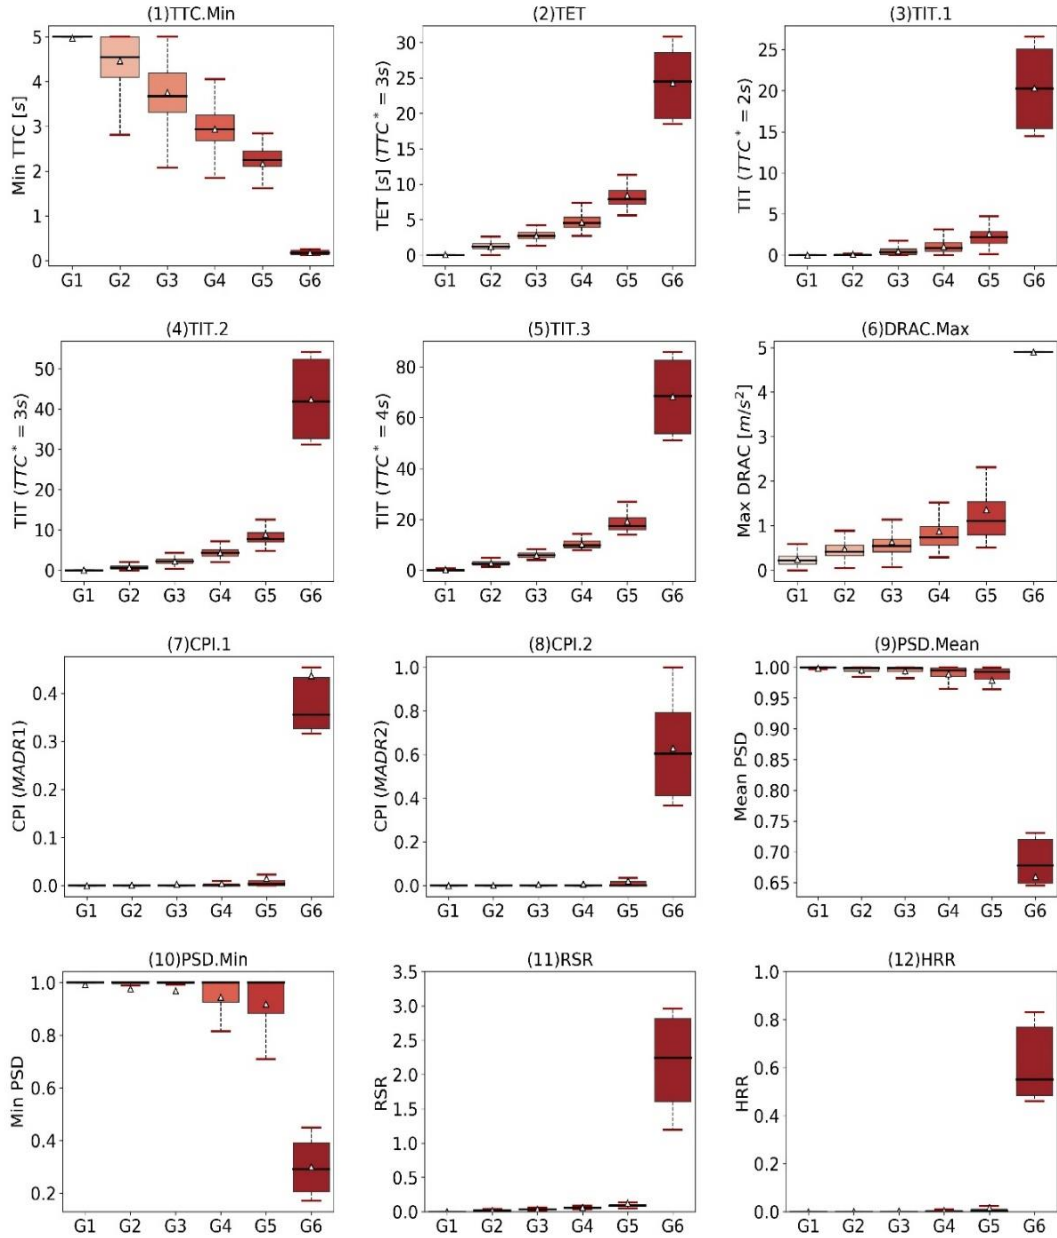 (1)TTC.Min
Min TTC [s]
5
4
3
2
1
0
G1 G2 G3 G4 G5 G6
(2)TET
TET [s] (TTC* = 3s)
30
25
20
15
10
5
0
G1 G2 G3 G4 G5 G6
(3)TIT.1
TIT (TTC* = 2s)
25
20
15
10
5
0
G1 G2 G3 G4 G5 G6
(4)TIT.2
TIT (TTC* = 3s)
50
40
30
20
10
0
G1 G2 G3 G4 G5 G6
(5)TIT.3
TIT (TTC* = 4s)
80
60
40
20
0
G1 G2 G3 G4 G5 G6
(6)DRAC.Max
Max DRAC [m/s²]
5
4
3
2
1
0
G1 G2 G3 G4 G5 G6
(7)CPI.1
CPI (MADR1)
0.4
0.3
0.2
0.1
0.0
G1 G2 G3 G4 G5 G6
(8)CPI.2
CPI (MADR2)
1.0
0.8
0.6
0.4
0.2
0.0
G1 G2 G3 G4 G5 G6
(9)PSD.Mean
Mean PSD
1.00
0.95
0.90
0.85
0.80
0.75
0.70
0.65
G1 G2 G3 G4 G5 G6
(10)PSD.Min
Min PSD
1.0
0.8
0.6
0.4
0.2
G1 G2 G3 G4 G5 G6
(11)RSR
RSR
3.5
3.0
2.5
2.0
1.5
1.0
0.5
0.0
G1 G2 G3 G4 G5 G6
(12)HRR
HRR
1.0
0.8
0.6
0.4
0.2
0.0
G1 G2 G3 G4 G5 G6